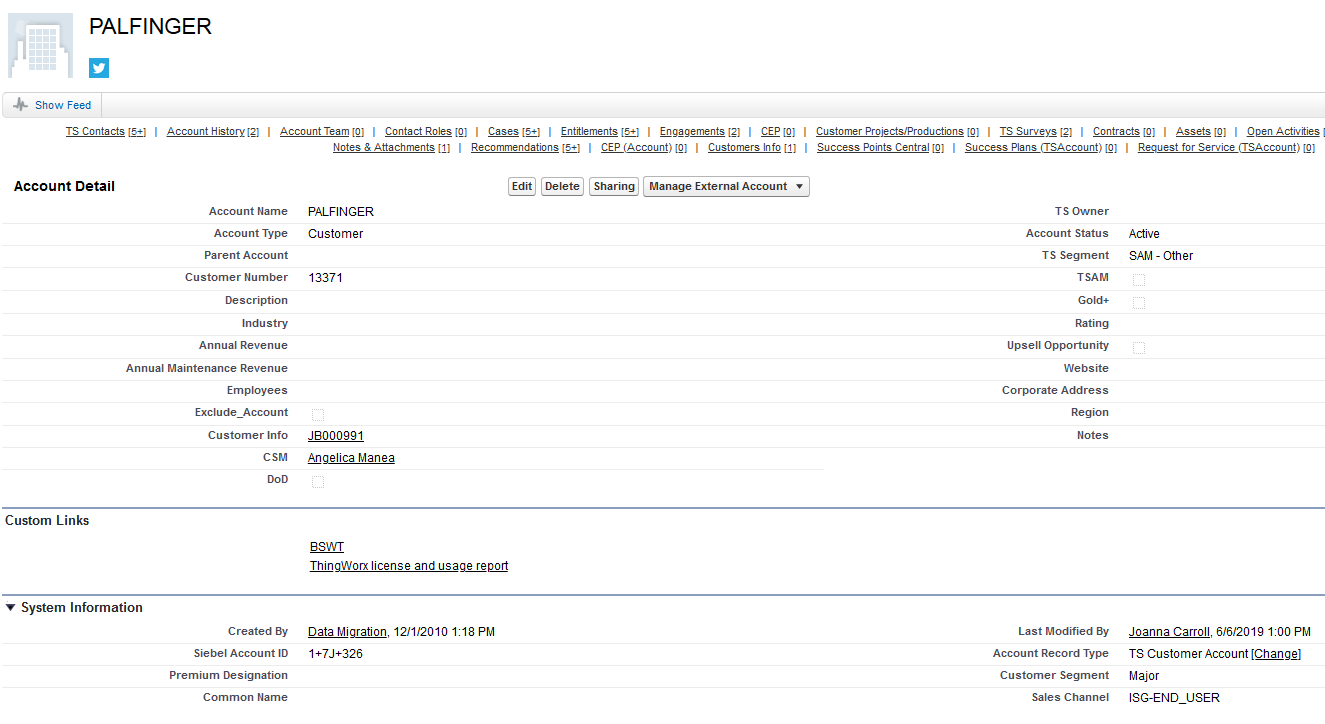 PALFINGER
Show Feed
TS Contacts [5+] | Account History [2] | Account Team [0] | Contact Roles [0] | Cases [5+] | Entitlements [5+] | Engagements [2] | CEP [0] | Customer Projects/Productions [0] | TS Surveys [2] | Contracts [0] | Assets [0] | Open Activities [
Notes & Attachments [1] | Recommendations [5+] | CEP (Account) [0] | Customers Info [1] | Success Points Central [0] | Success Plans (TSAccount) [0] | Request for Service (TSAccount) [0]
Account Detail Edit Delete Sharing Manage External Account ▼
Account Name PALFINGER TS Owner
Account Type Customer Account Status Active
Parent Account TS Segment SAM - Other
Customer Number 13371 TSAM
Description Gold+
Industry Rating
Annual Revenue Upsell Opportunity
Annual Maintenance Revenue Website
Employees Corporate Address
Exclude_Account Region
Customer Info JB000991 Notes
CSM Angelica Manea
DoD
Custom Links
BSWT
ThingWorx license and usage report
▼ System Information
Created By Data Migration, 12/1/2010 1:18 PM Last Modified By Joanna Carroll, 6/6/2019 1:00 PM
Siebel Account ID 1+7J+326 Account Record Type TS Customer Account [Change]
Premium Designation Customer Segment Major
Common Name Sales Channel ISG-END_USER